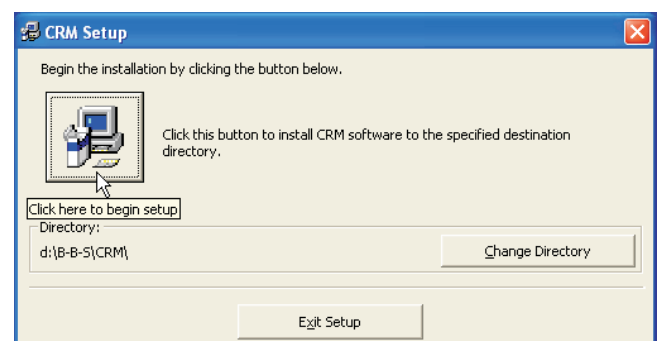 CRM Setup
Begin the installation by clicking the button below.
Click this button to install CRM software to the specified destination
directory.
Click here to begin setup
Directory:
d:\B-B-S\CRM\
Change Directory
Exit Setup